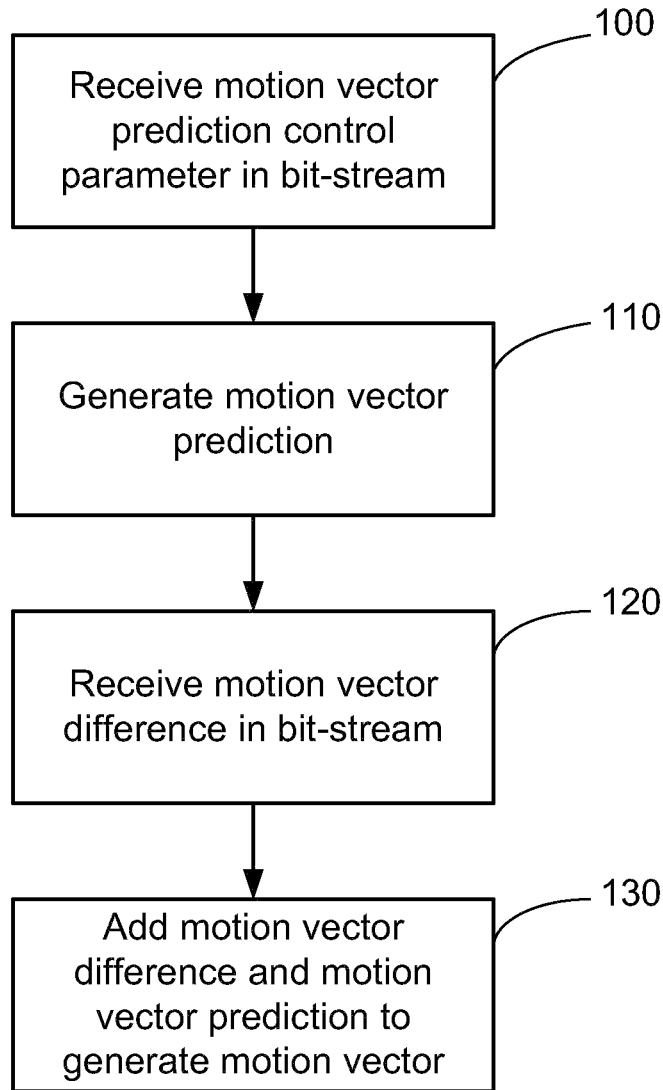 100
Receive motion vector
prediction control
parameter in bit-stream
110
Generate motion vector
prediction
120
Receive motion vector
difference in bit-stream
130
Add motion vector
difference and motion
vector prediction to
generate motion vector